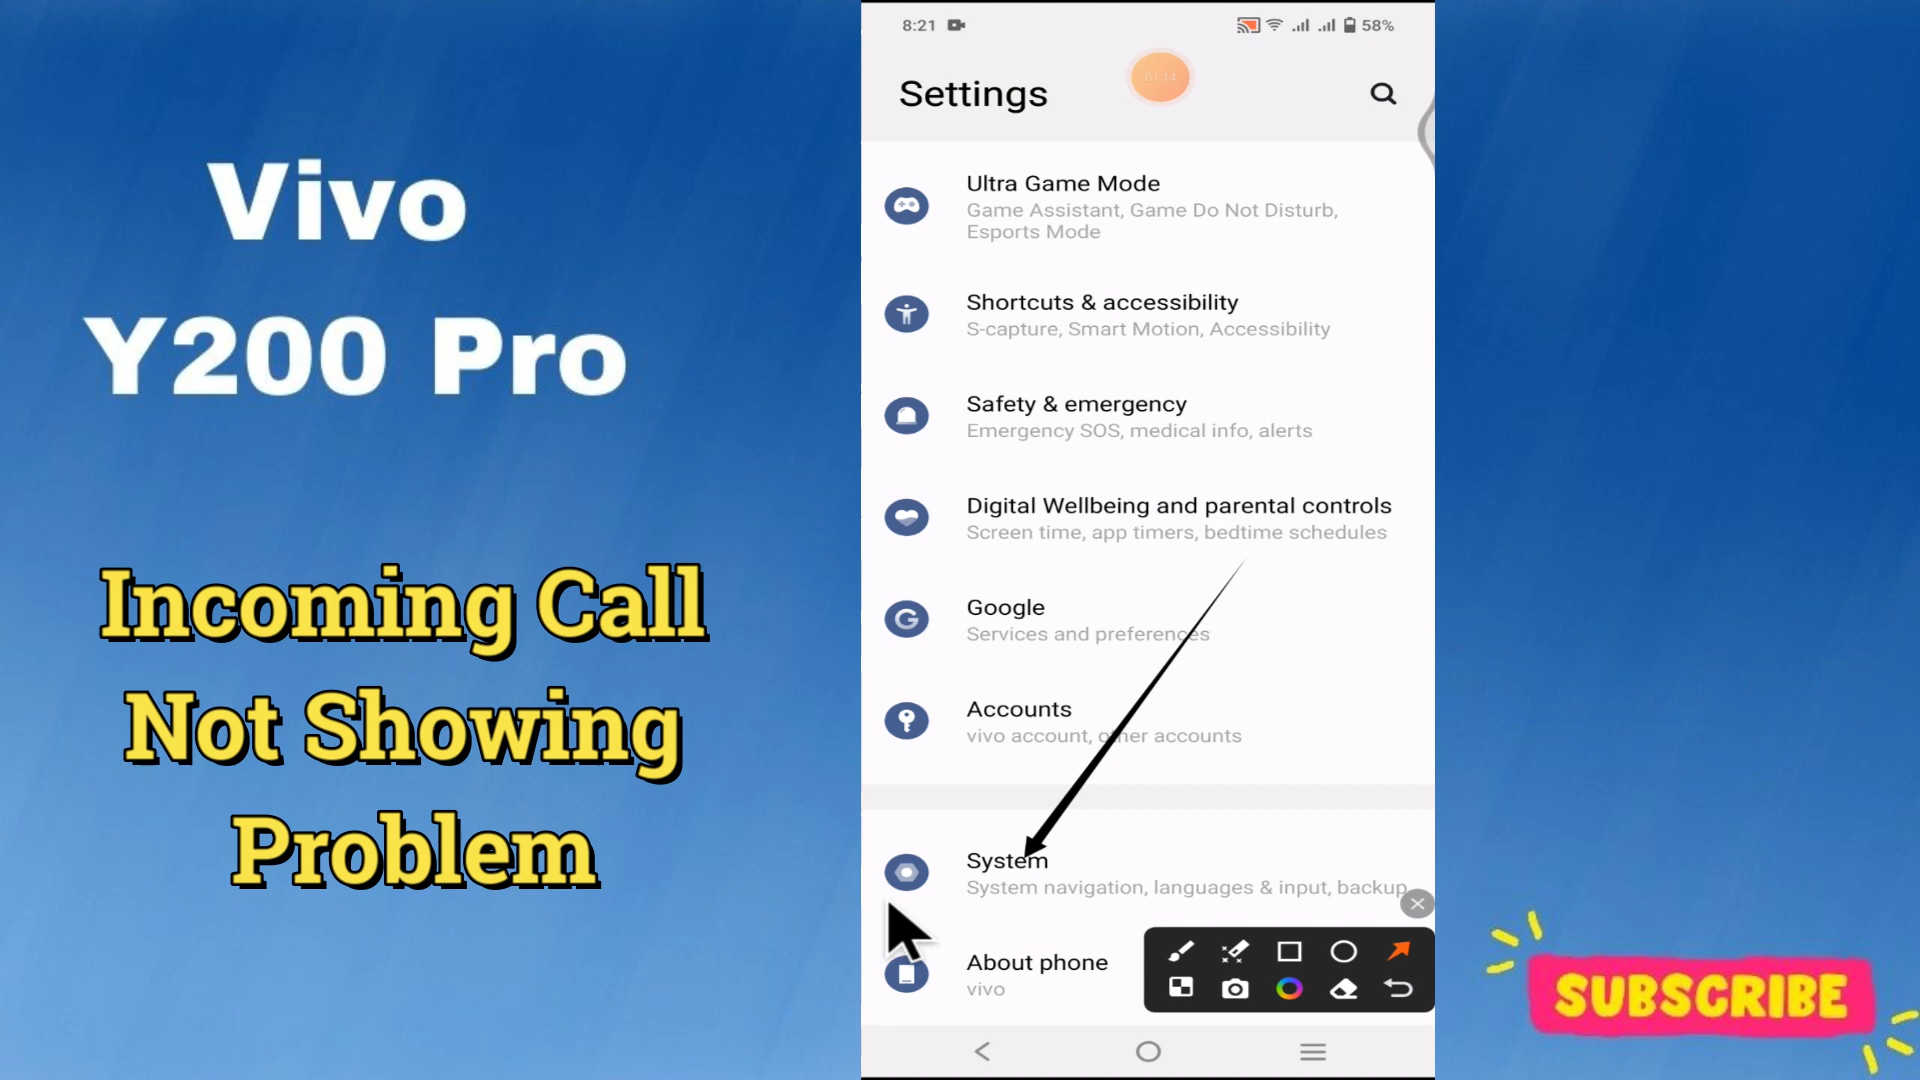 Vivo
Y200 Pro
Incoming Call
Not Showing
Problem
8:21
58%
01:14
Settings
Ultra Game Mode
Game Assistant, Game Do Not Disturb,
Esports Mode
Shortcuts & accessibility
S-capture, Smart Motion, Accessibility
Safety & emergency
Emergency SOS, medical info, alerts
Digital Wellbeing and parental controls
Screen time, app timers, bedtime schedules
Google
Services and preferences
Accounts
vivo account, other accounts
System
System navigation, languages & input, backup
About phone
vivo
SUBSCRIBE